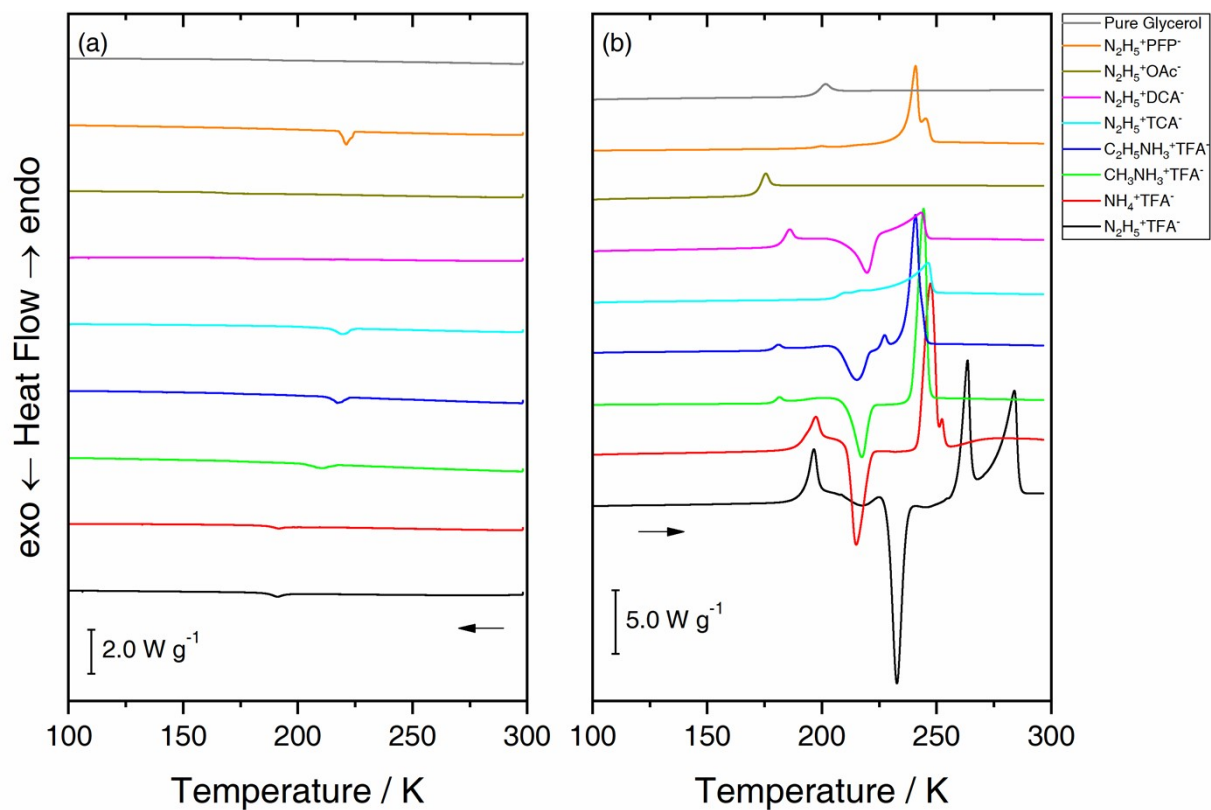 (a)
(b)
Pure Glycerol
N₂H₅⁺PFP⁻
N₂H₅⁺OAc⁻
N₂H₅⁺DCA⁻
N₂H₅⁺TCA⁻
C₂H₅NH₃⁺TFA⁻
CH₃NH₃⁺TFA⁻
NH₄⁺TFA⁻
N₂H₅⁺TFA⁻
exo ← Heat Flow → endo
2.0 W g⁻¹
5.0 W g⁻¹
100 150 200 250 300
100 150 200 250 300
Temperature / K
Temperature / K